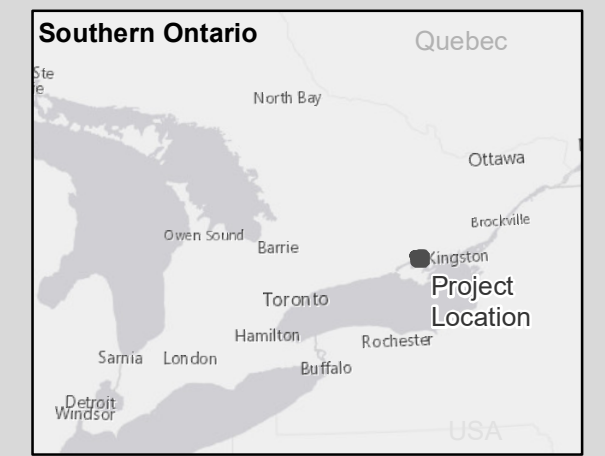 Southern Ontario
Quebec
Ste
e
North Bay
Ottawa
Brockville
Owen Sound
Barrie
Kingston
Project
Location
Toronto
Hamilton
Rochester
Sarnia
London
Buffalo
Detroit
Windsor
USA